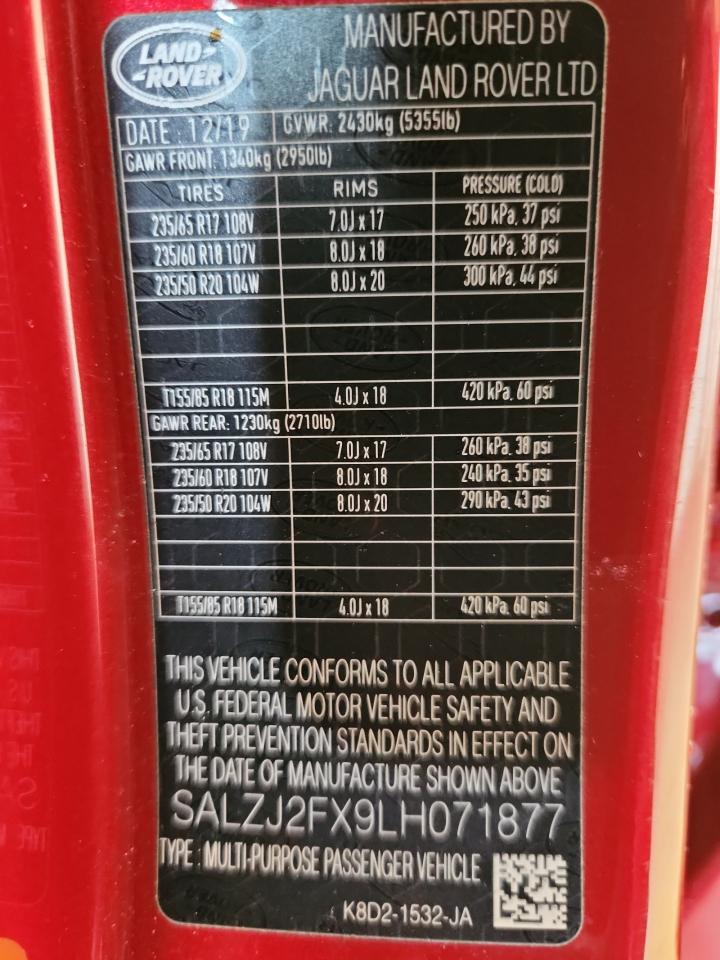 LAND-
-ROVER
MANUFACTURED BY
JAGUAR LAND ROVER LTD
DATE : 12/19 GVWR: 2430kg (5355lb)
GAWR FRONT: 1340kg (2950lb)
TIRES RIMS PRESSURE (COLD)
235/65 R17 108V 7.0J x 17 250 kPa, 37 psi
235/60 R18 107V 8.0J x 18 260 kPa, 38 psi
235/50 R20 104W 8.0J x 20 300 kPa, 44 psi
T155/85 R18 115M 4.0J x 18 420 kPa, 60 psi
GAWR REAR: 1230kg (2710lb)
235/65 R17 108V 7.0J x 17 260 kPa, 38 psi
235/60 R18 107V 8.0J x 18 240 kPa, 35 psi
235/50 R20 104W 8.0J x 20 290 kPa, 43 psi
T155/85 R18 115M 4.0J x 18 420 kPa, 60 psi
THIS VEHICLE CONFORMS TO ALL APPLICABLE
U.S. FEDERAL MOTOR VEHICLE SAFETY AND
THEFT PREVENTION STANDARDS IN EFFECT ON
THE DATE OF MANUFACTURE SHOWN ABOVE
SALZJ2FX9LH071877
TYPE : MULTI-PURPOSE PASSENGER VEHICLE
K8D2-1532-JA